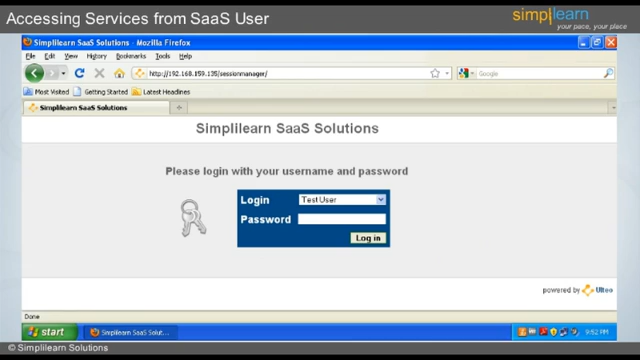 Accessing Services from SaaS User
simplilearn
your pace, your place
Simplilearn SaaS Solutions - Mozilla Firefox
File Edit View History Bookmarks Tools Help
http://192.168.159.135/sessionmanager/
Google
Most Visited Getting Started Latest Headlines
Simplilearn SaaS Solutions
Simplilearn SaaS Solutions
Please login with your username and password
Login TestUser
Password
Log in
powered by Ulteo
Done
start Simplilearn SaaS Solut... 9:52 PM
© Simplilearn Solutions